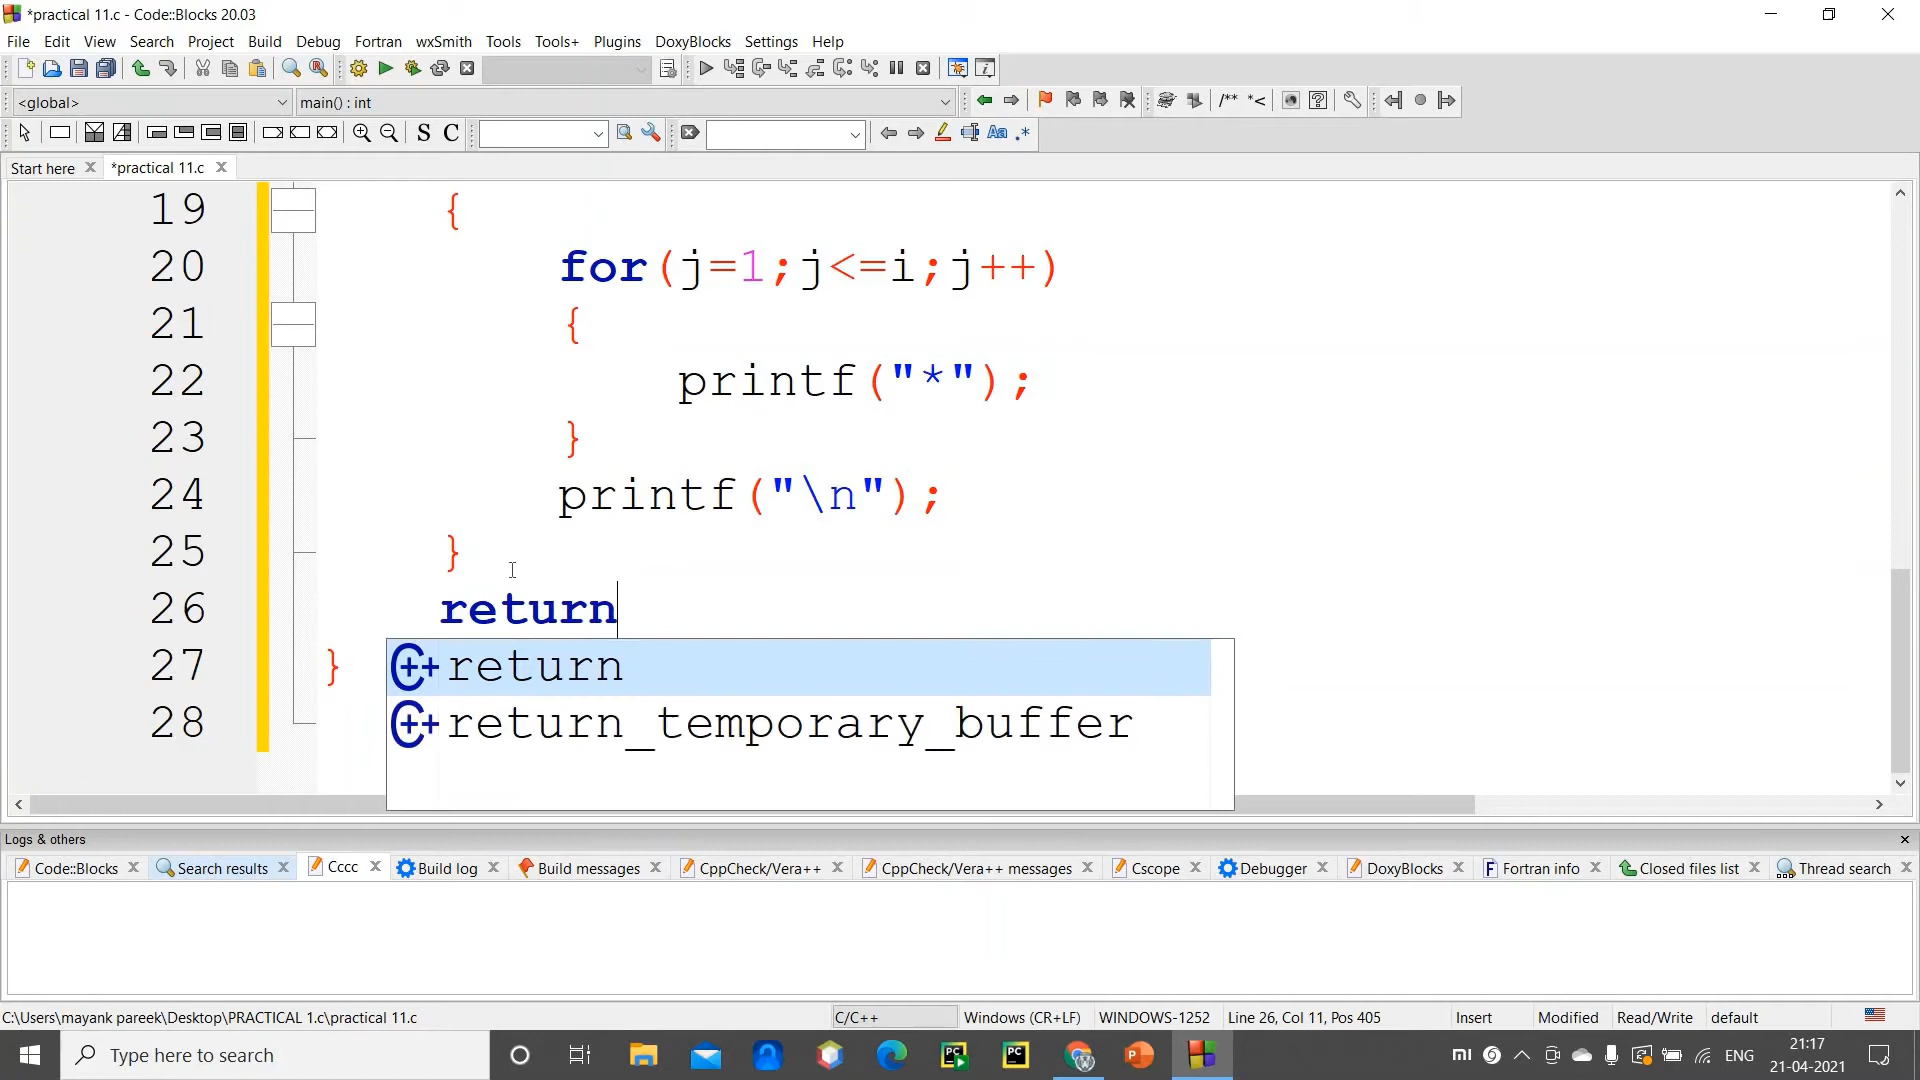 *practical 11.c - Code::Blocks 20.03
File Edit View Search Project Build Debug Fortran wxSmith Tools Tools+ Plugins DoxyBlocks Settings Help
<global> main() : int /** *<
S C Aa .*
Start here *practical 11.c
19 {
20 for(j=1;j<=i;j++)
21 {
22 printf("*");
23 }
24 printf("\n");
25 }
26 return
27 }
return
28
return_temporary_buffer
Logs & others
Code::Blocks Search results Cccc Build log Build messages CppCheck/Vera++ CppCheck/Vera++ messages Cscope Debugger DoxyBlocks Fortran info Closed files list Thread search
C:\Users\mayank pareek\Desktop\PRACTICAL 1.c\practical 11.c C/C++ Windows (CR+LF) WINDOWS-1252 Line 26, Col 11, Pos 405 Insert Modified Read/Write default
Type here to search
PC PC
ENG
21:17
21-04-2021